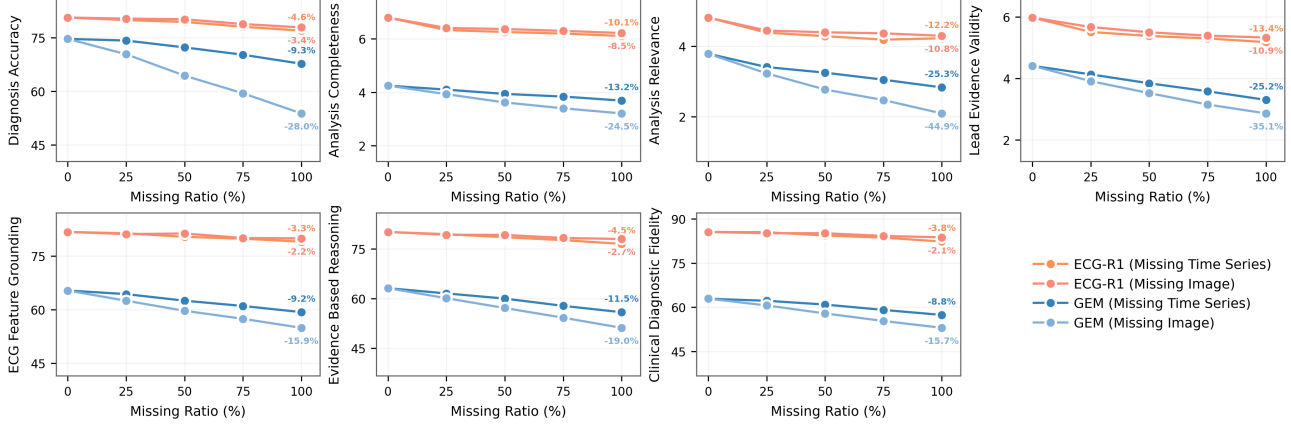 Diagnosis Accuracy
75
60
45
0 25 50 75 100
Missing Ratio (%)
-4.6%
-3.4%
-9.3%
-28.0%
Analysis Completeness
6
4
2
0 25 50 75 100
Missing Ratio (%)
-10.1%
-8.5%
-13.2%
-24.5%
Analysis Relevance
4
2
0 25 50 75 100
Missing Ratio (%)
-12.2%
-10.8%
-25.3%
-44.9%
Lead Evidence Validity
6
4
2
0 25 50 75 100
Missing Ratio (%)
-13.4%
-10.9%
-25.2%
-35.1%
ECG Feature Grounding
75
60
45
0 25 50 75 100
Missing Ratio (%)
-3.3%
-2.2%
-9.2%
-15.9%
Evidence Based Reasoning
75
60
45
0 25 50 75 100
Missing Ratio (%)
-4.5%
-2.7%
-11.5%
-19.0%
Clinical Diagnostic Fidelity
90
75
60
45
0 25 50 75 100
Missing Ratio (%)
-3.8%
-2.1%
-8.8%
-15.7%
ECG-R1 (Missing Time Series)
ECG-R1 (Missing Image)
GEM (Missing Time Series)
GEM (Missing Image)